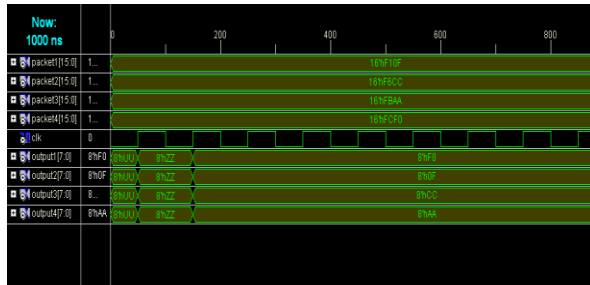 Now:
1000 ns
0 200 400 600 800
packet1[15:0] 1... 16'hF10F
packet2[15:0] 1... 16'hF6CC
packet3[15:0] 1... 16'hFBAA
packet4[15:0] 1... 16'hFCF0
clk 0
output1[7:0] 8'hF0 8'hUU 8'hZZ 8'hF0
output2[7:0] 8'h0F 8'hUU 8'hZZ 8'h0F
output3[7:0] 8... 8'hUU 8'hZZ 8'hCC
output4[7:0] 8'hAA 8'hUU 8'hZZ 8'hAA